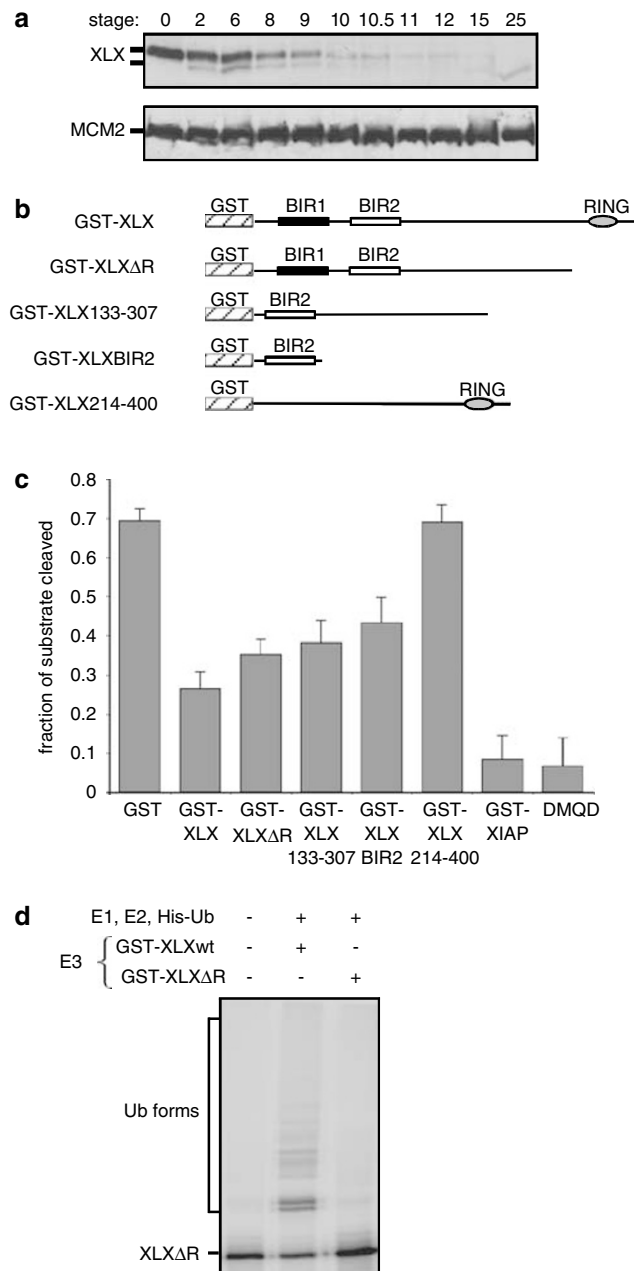 a
stage: 0 2 6 8 9 10 10.5 11 12 15 25
XLX
MCM2
b
GST BIR1 BIR2 RING
GST-XLX
GST BIR1 BIR2
GST-XLXΔR
GST BIR2
GST-XLX133-307
GST BIR2
GST-XLXBIR2
GST RING
GST-XLX214-400
c
fraction of substrate cleaved
0.8
0.7
0.6
0.5
0.4
0.3
0.2
0.1
0
GST GST- GST- GST- GST- GST- GST- DMQD
XLX XLXΔR XLX XLX XLX XIAP
133-307 BIR2 214-400
d
E1, E2, His-Ub - + +
E3 { GST-XLXwt - + -
GST-XLXΔR - - +
Ub forms
XLXΔR